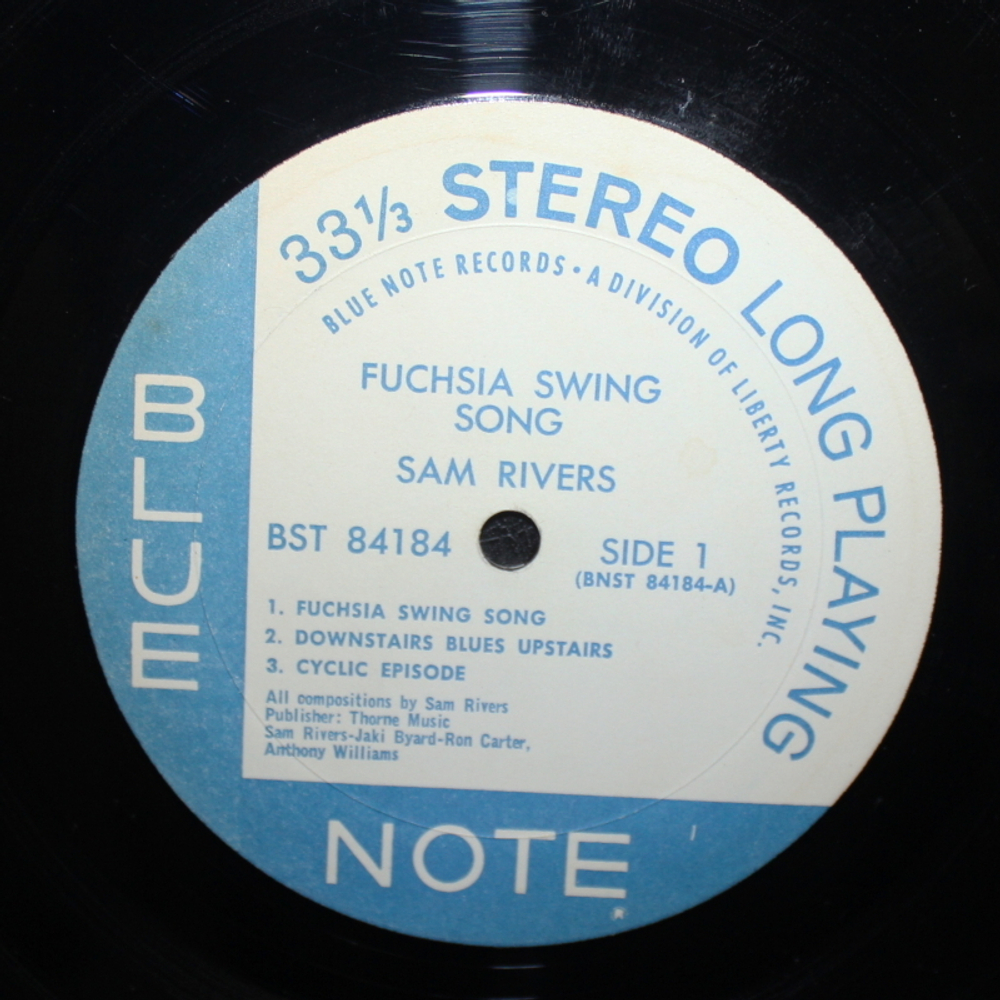 33⅓ STEREO LONG PLAYING
BLUE NOTE RECORDS • A DIVISION OF LIBERTY RECORDS, INC.
FUCHSIA SWING
SONG
SAM RIVERS
BST 84184
SIDE 1
(BNST 84184-A)
1. FUCHSIA SWING SONG
2. DOWNSTAIRS BLUES UPSTAIRS
3. CYCLIC EPISODE
All compositions by Sam Rivers
Publisher: Thorne Music
Sam Rivers-Jaki Byard-Ron Carter,
Anthony Williams
BLUE
NOTE
®